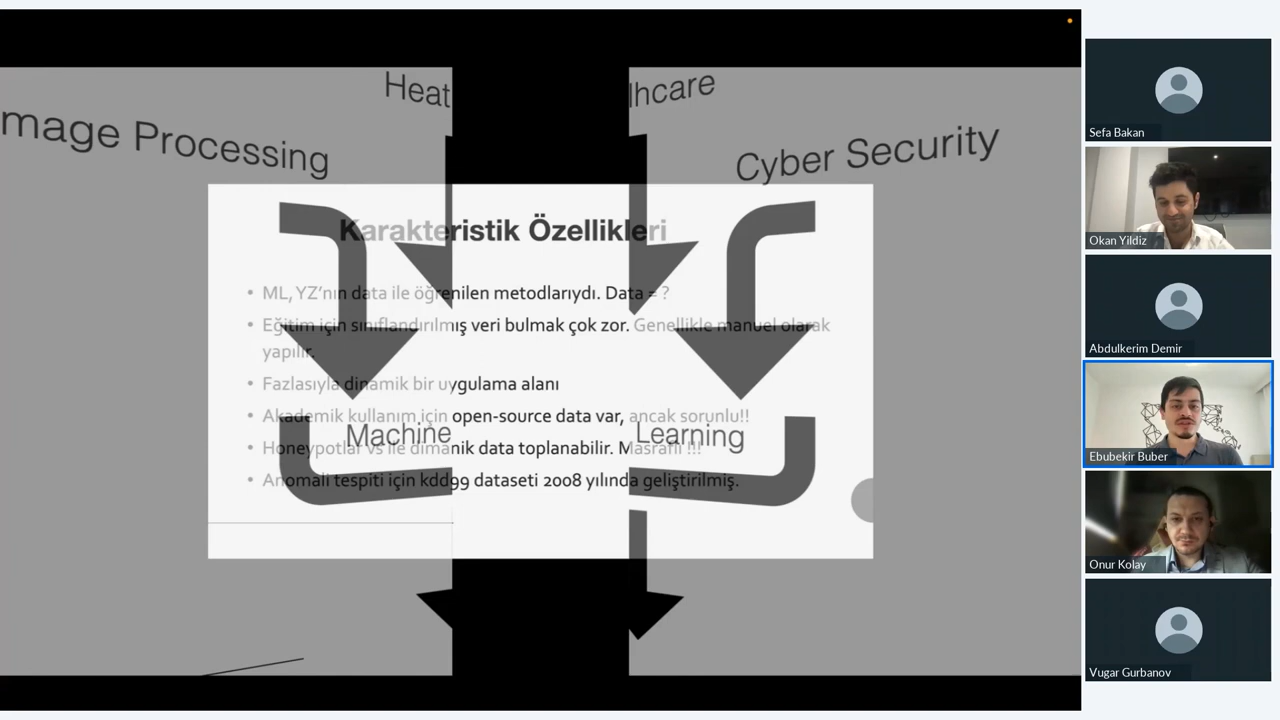 Heat
lhcare
mage Processing
Cyber Security
Karakteristik Özellikleri
• ML, YZ'nın data ile öğrenilen metodlarıydı. Data = ?
• Eğitim için sınıflandırılmış veri bulmak çok zor. Genellikle manuel olarak
yapılır.
• Fazlasıyla dinamik bir uygulama alanı
• Akademik kullanım için open-source data var, ancak sorunlu!!
Machine
Learning
• Honeypotlar vs ile dimanik data toplanabilir. Masraflı !!!
• Anomali tespiti için kdd99 dataseti 2008 yılında geliştirilmiş.
Sefa Bakan
Okan Yildiz
Abdulkerim Demir
Ebubekir Buber
Onur Kolay
Vugar Gurbanov